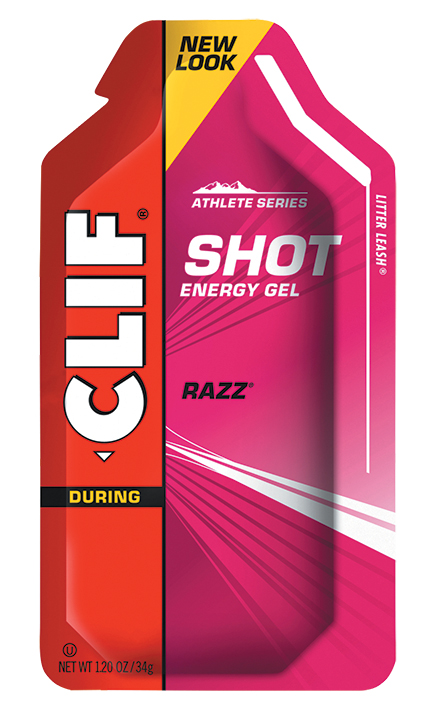 NEW
LOOK
ATHLETE SERIES
SHOT
ENERGY GEL
RAZZ®
LITTER LEASH®
CLIF®
DURING
U
NET WT 1.20 OZ / 34g